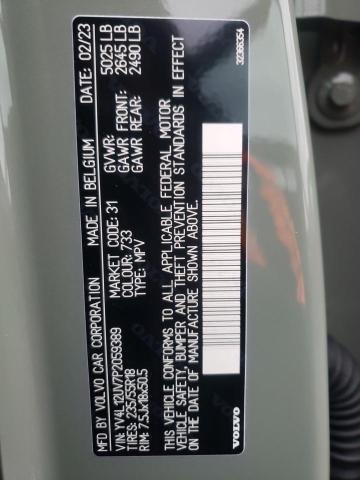 MFD BY VOLVO CAR CORPORATION MADE IN BELGIUM DATE: 02/23
VIN: YV4L12UV7P2059389
TIRES: 235/55R18
RIM: 7.5Jx18x50.5
MARKET CODE: 31
COLOUR: 733
TYPE: MPV
GVWR: 5025 LB
GAWR FRONT: 2645 LB
GAWR REAR: 2490 LB
THIS VEHICLE CONFORMS TO ALL APPLICABLE FEDERAL MOTOR
VEHICLE SAFETY, BUMPER AND THEFT PREVENTION STANDARDS IN
EFFECT ON THE DATE OF MANUFACTURE SHOWN ABOVE.
VOLVO
32366354